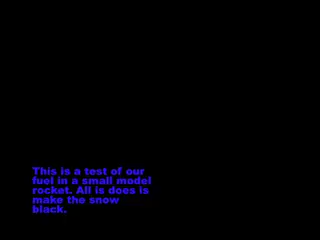 This is a test of our
fuel in a small model
rocket. All is does is
make the snow
black.